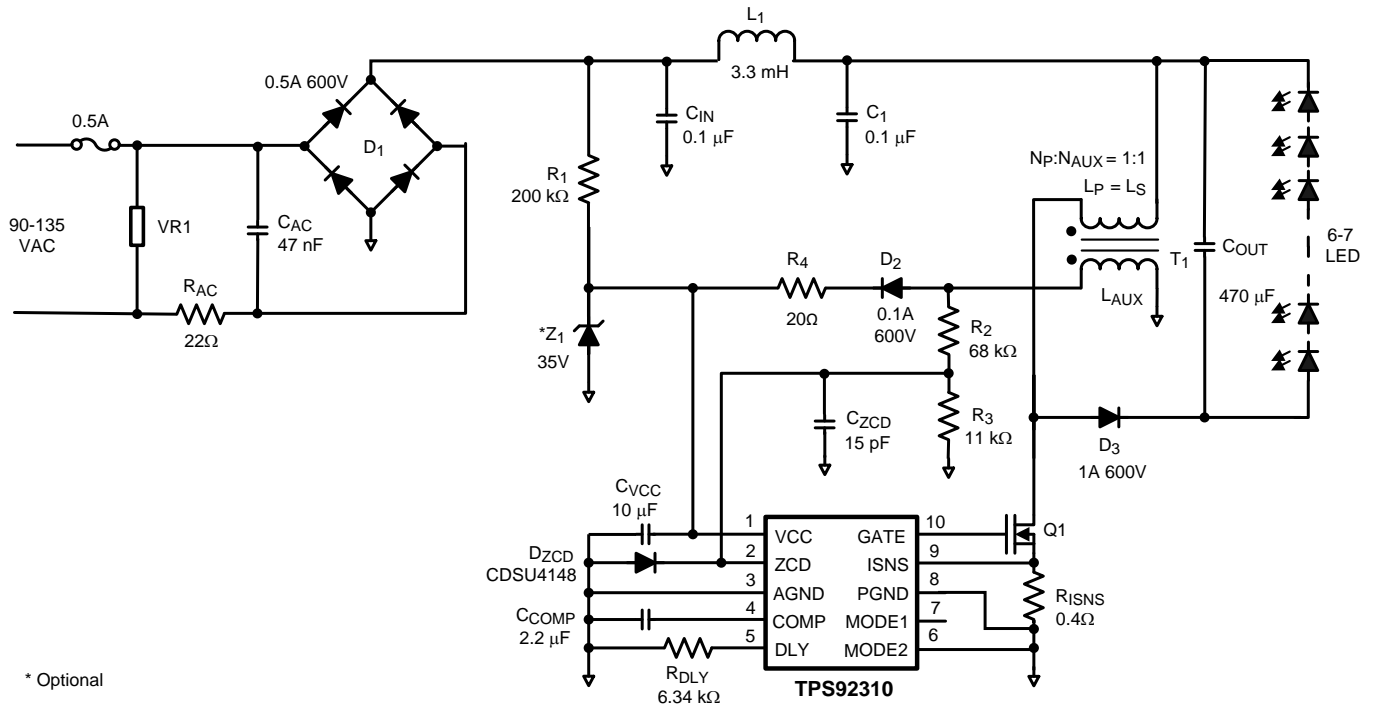 L1
3.3 mH
0.5A 600V
0.5A
D1
CIN
0.1 µF
C1
0.1 µF
R1
200 kΩ
NP:NAUX = 1:1
LP = LS
90-135
VAC
VR1
CAC
47 nF
RAC
22Ω
R4
20Ω
D2
0.1A
600V
T1
LAUX
COUT
470 µF
6-7
LED
*Z1
35V
R2
68 kΩ
CZCD
15 pF
R3
11 kΩ
D3
1A 600V
CVCC
10 µF
DZCD
CDSU4148
CCOMP
2.2 µF
RDLY
6.34 kΩ
1 VCC GATE 10
2 ZCD ISNS 9
3 AGND PGND 8
4 COMP MODE1 7
5 DLY MODE2 6
TPS92310
Q1
RISNS
0.4Ω
* Optional